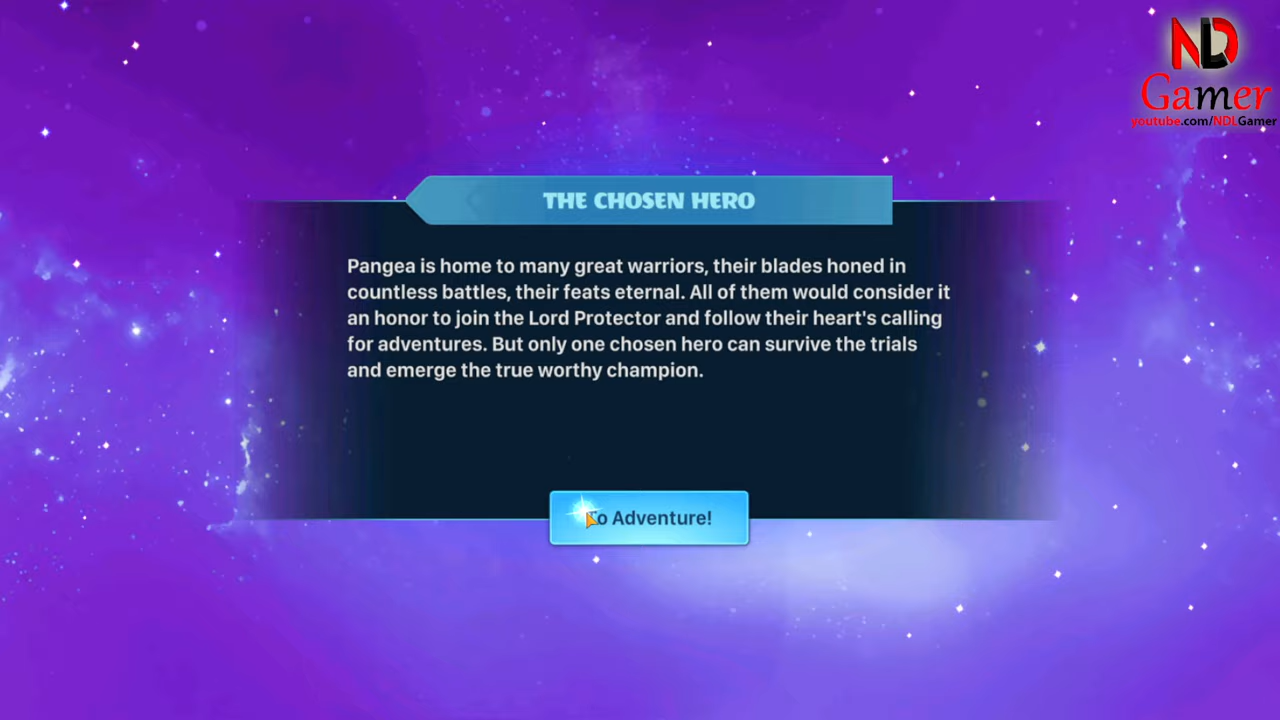 ND
Gamer
youtube.com/NDLGamer
THE CHOSEN HERO
Pangea is home to many great warriors, their blades honed in
countless battles, their feats eternal. All of them would consider it
an honor to join the Lord Protector and follow their heart's calling
for adventures. But only one chosen hero can survive the trials
and emerge the true worthy champion.
To Adventure!